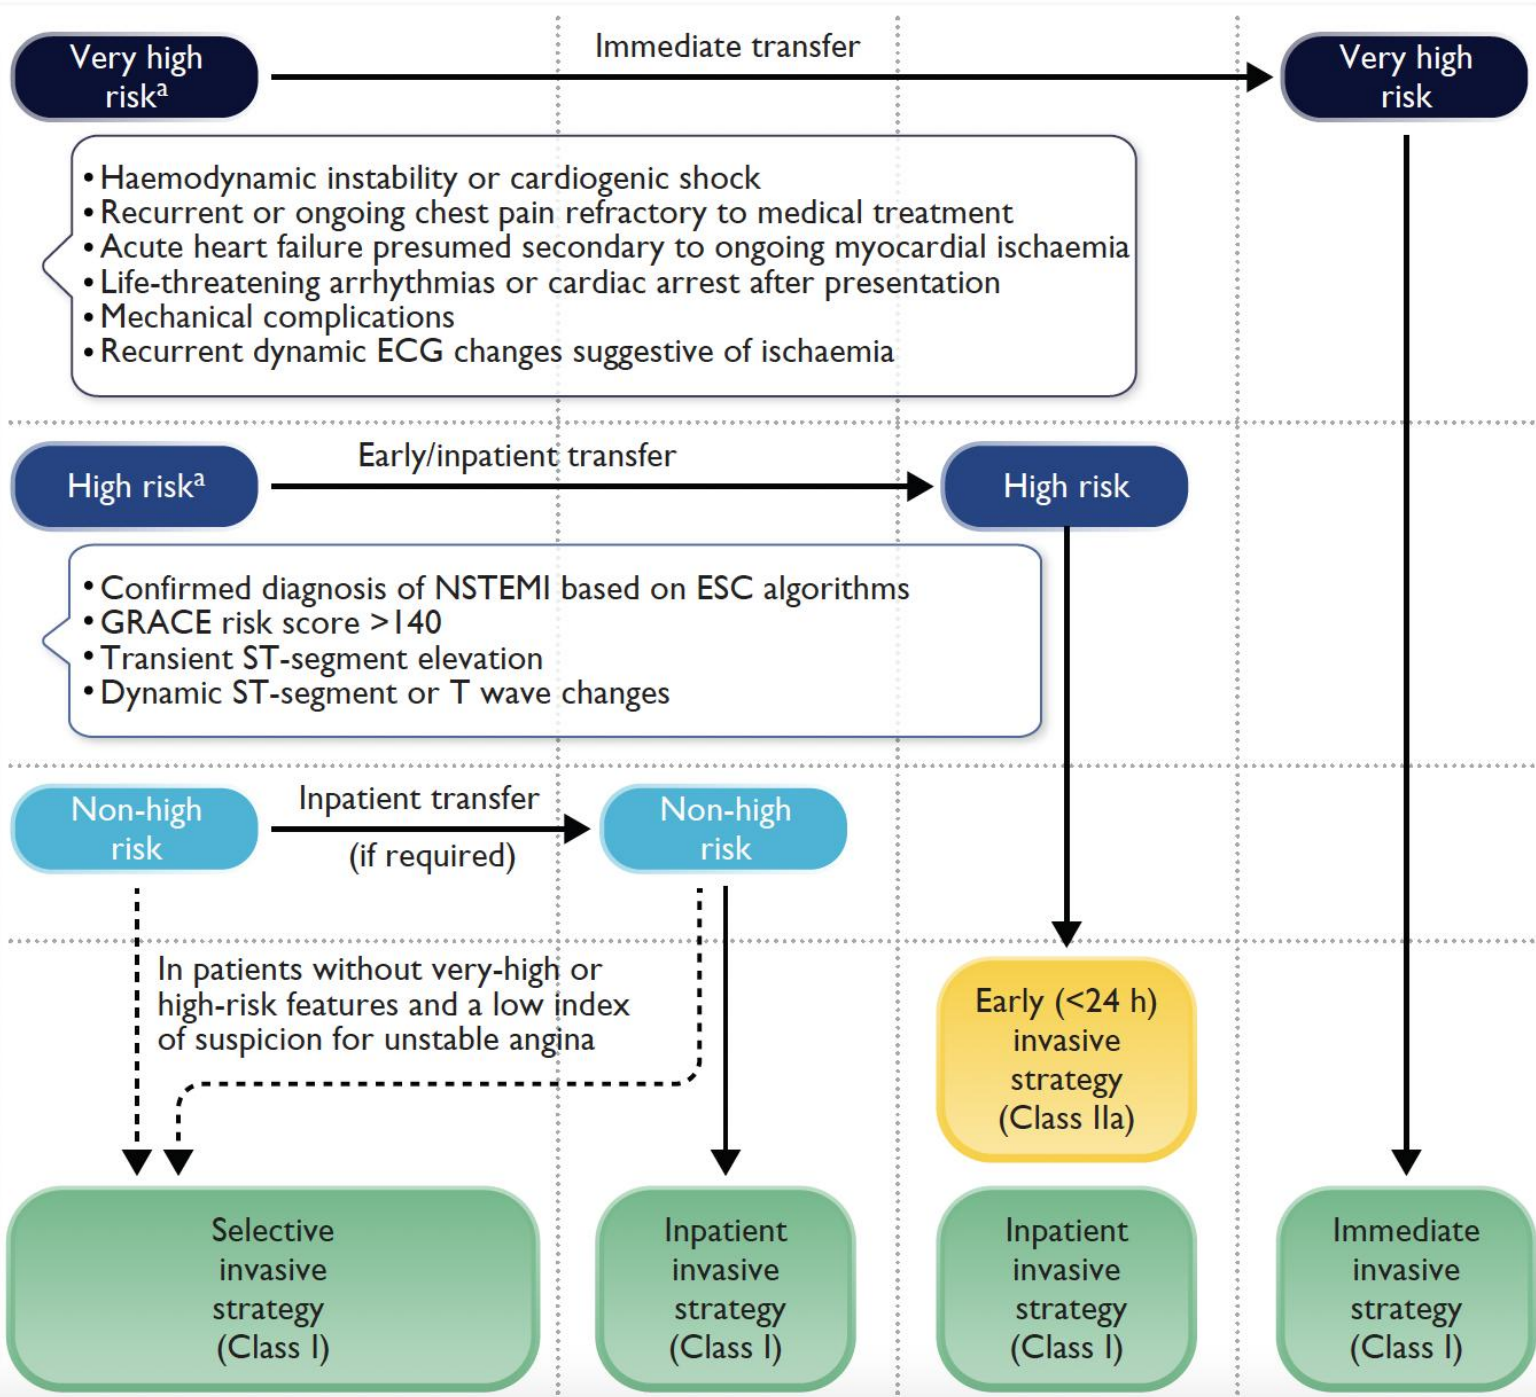 Very high
riskª
Immediate transfer
Very high
risk
• Haemodynamic instability or cardiogenic shock
• Recurrent or ongoing chest pain refractory to medical treatment
• Acute heart failure presumed secondary to ongoing myocardial ischaemia
• Life-threatening arrhythmias or cardiac arrest after presentation
• Mechanical complications
• Recurrent dynamic ECG changes suggestive of ischaemia
High riskª
Early/inpatient transfer
High risk
• Confirmed diagnosis of NSTEMI based on ESC algorithms
• GRACE risk score >140
• Transient ST-segment elevation
• Dynamic ST-segment or T wave changes
Non-high
risk
Inpatient transfer
(if required)
Non-high
risk
In patients without very-high or
high-risk features and a low index
of suspicion for unstable angina
Early (<24 h)
invasive
strategy
(Class IIa)
Selective
invasive
strategy
(Class I)
Inpatient
invasive
strategy
(Class I)
Inpatient
invasive
strategy
(Class I)
Immediate
invasive
strategy
(Class I)